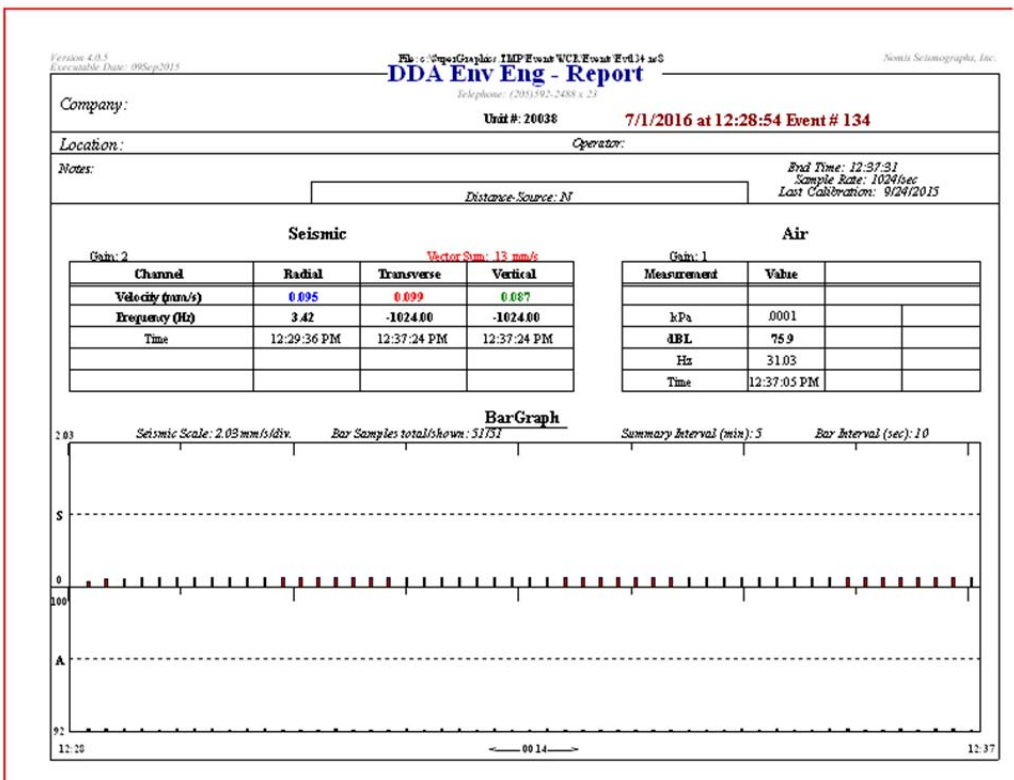 Version 4.0.5
Executable Date: 09Sep2015
DDA Env Eng - Report
Nomis Seismographs, Inc.
Telephone: (205)592-2488 x 23
Company:
Unit #: 20038
7/1/2016 at 12:28:54 Event # 134
Location:
Operator:
Notes:
End Time: 12:37:31
Sample Rate: 1024/sec
Last Calibration: 9/24/2015
Distance-Source: N
Seismic
Air
Gain: 2
Vector Sum: .13 mm/s
Gain: 1
Channel Radial Transverse Vertical
Measurement Value
Velocity (mm/s) 0.095 0.099 0.087
Frequency (Hz) 3.42 -1024.00 -1024.00
kPa .0001
Time 12:29:36 PM 12:37:24 PM 12:37:24 PM
dBL 75.9
Hz 31.03
Time 12:37:05 PM
BarGraph
2.03
Seismic Scale: 2.03 mm/s/div.
Bar Samples total/shown: 51/51
Summary Interval (min): 5
Bar Interval (sec): 10
S
0
100
A
92
12:28
00 14
12:37